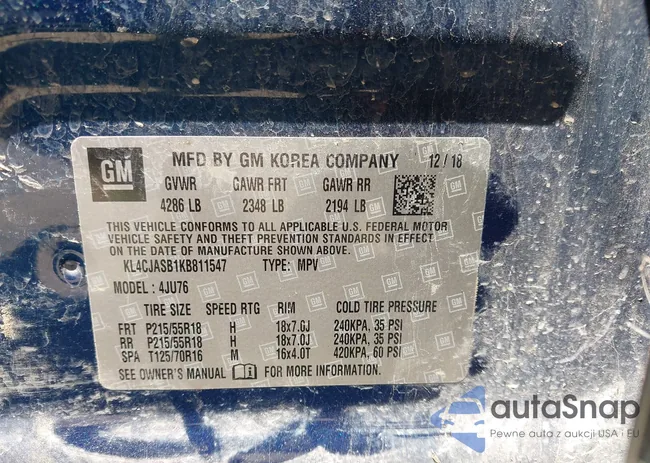 GM MFD BY GM KOREA COMPANY 12/18
GVWR GAWR FRT GAWR RR
4286 LB 2348 LB 2194 LB
THIS VEHICLE CONFORMS TO ALL APPLICABLE U.S. FEDERAL MOTOR
VEHICLE SAFETY AND THEFT PREVENTION STANDARDS IN EFFECT
ON THE DATE OF MANUFACTURE SHOWN ABOVE.
KL4CJASB1KB811547 TYPE: MPV
MODEL: 4JU76
TIRE SIZE SPEED RTG RIM COLD TIRE PRESSURE
FRT P215/55R18 H 18x7.0J 240KPA, 35 PSI
RR P215/55R18 H 18x7.0J 240KPA, 35 PSI
SPA T125/70R16 M 16x4.0T 420KPA, 60 PSI
SEE OWNER'S MANUAL FOR MORE INFORMATION.
autoSnap
Pewne auta z aukcji USA i EU